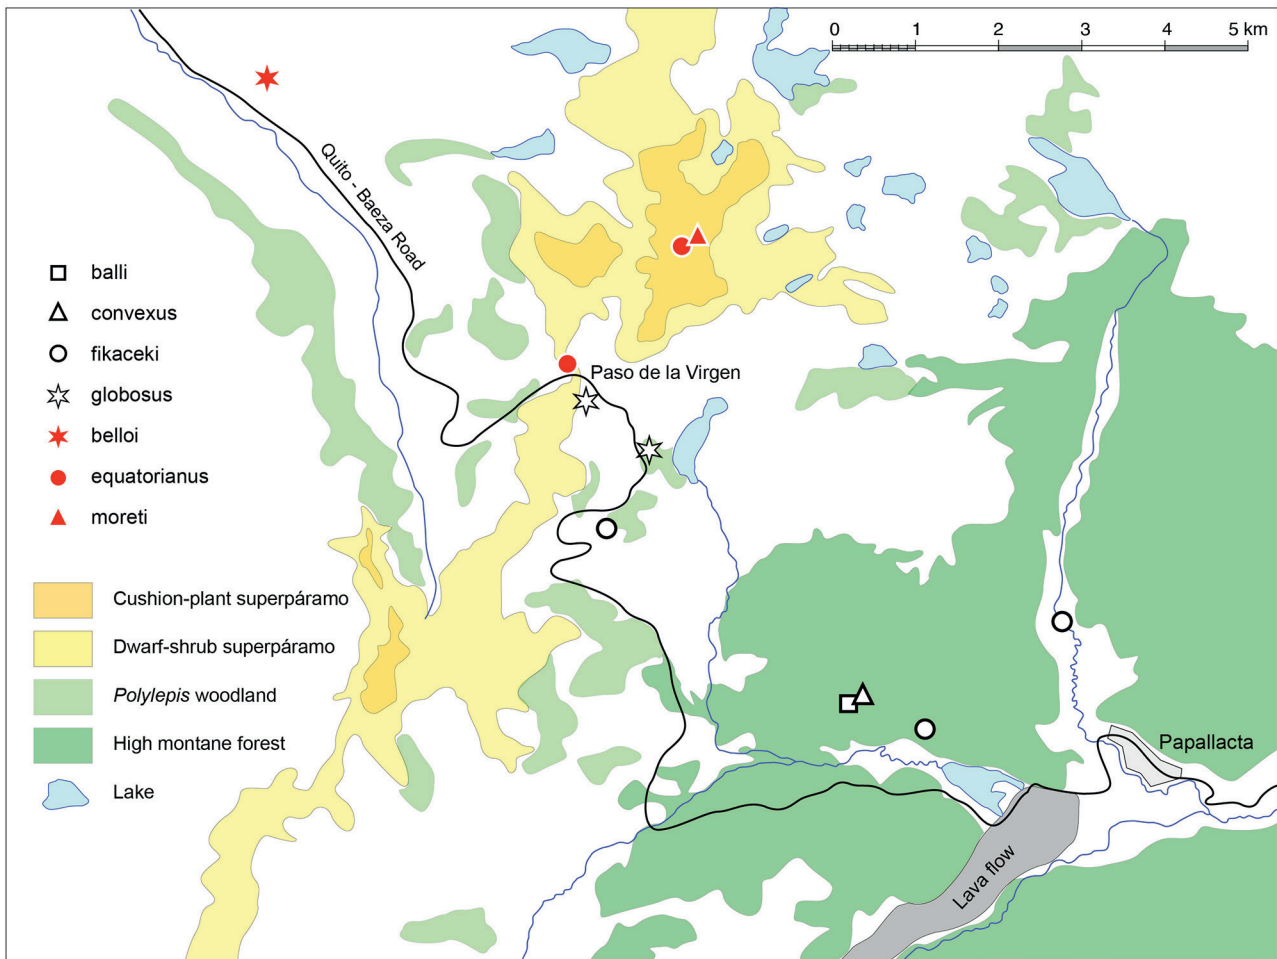 0 1 2 3 4 5 km
Quito - Baeza Road
balli
convexus
fikaceki
globosus
belloi
equatorianus
moreti
Paso de la Virgen
Cushion-plant superpáramo
Dwarf-shrub superpáramo
Polylepis woodland
High montane forest
Lake
Papallacta
Lava flow